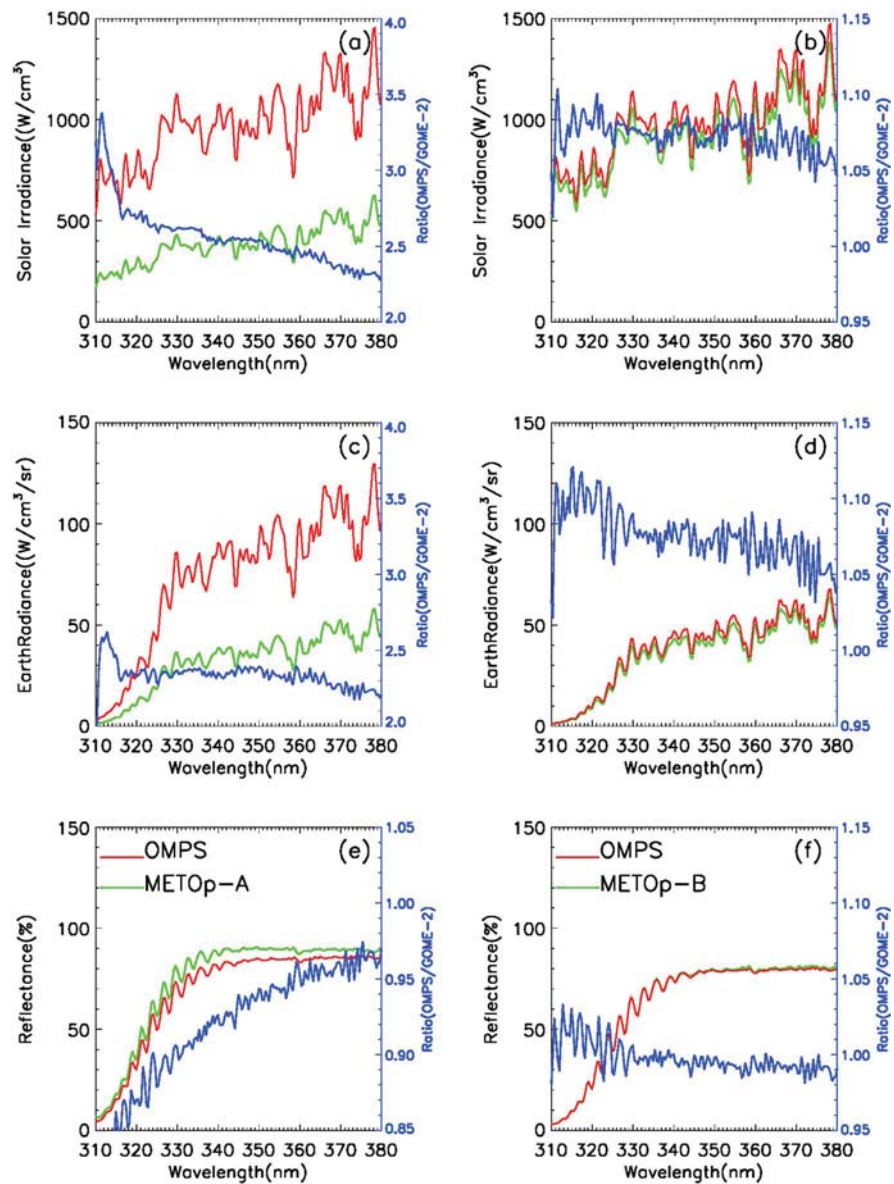 (a)
Solar Irradiance((W/cm³)
1500
1000
500
0
310 320 330 340 350 360 370 380
Wavelength(nm)
4.0
3.5
3.0
2.5
2.0
Ratio(OMPS/GOME-2)
(b)
Solar Irradiance(W/cm³)
1500
1000
500
0
310 320 330 340 350 360 370 380
Wavelength(nm)
1.15
1.10
1.05
1.00
0.95
Ratio(OMPS/GOME-2)
(c)
EarthRadiance((W/cm³/sr)
150
100
50
0
310 320 330 340 350 360 370 380
Wavelength(nm)
4.0
3.5
3.0
2.5
2.0
Ratio(OMPS/GOME-2)
(d)
EarthRadiance(W/cm³/sr)
150
100
50
0
310 320 330 340 350 360 370 380
Wavelength(nm)
1.15
1.10
1.05
1.00
0.95
Ratio(OMPS/GOME-2)
(e)
OMPS
METOp-A
Reflectance(%)
150
100
50
0
310 320 330 340 350 360 370 380
Wavelength(nm)
1.05
1.00
0.95
0.90
0.85
Ratio(OMPS/GOME-2)
(f)
OMPS
METOp-B
Reflectance(%)
150
100
50
0
310 320 330 340 350 360 370 380
Wavelength(nm)
1.15
1.10
1.05
1.00
0.95
Ratio(OMPS/GOME-2)